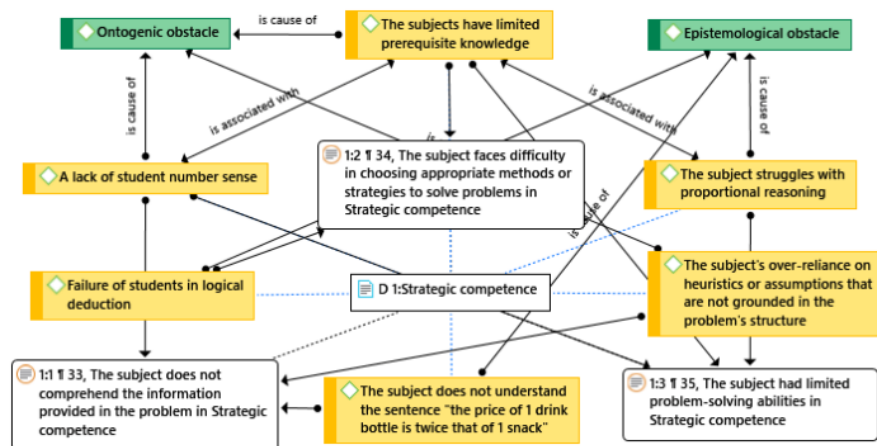 Ontogenic obstacle
is cause of
The subjects have limited
prerequisite knowledge
Epistemological obstacle
is cause of
is associated with
is associated with
is cause of
is
1:2 ¶ 34, The subject faces difficulty
in choosing appropriate methods or
strategies to solve problems in
Strategic competence
A lack of student number sense
The subject struggles with
proportional reasoning
is cause of
Failure of students in logical
deduction
D 1:Strategic competence
The subject's over-reliance on
heuristics or assumptions that
are not grounded in the
problem's structure
1:1 ¶ 33, The subject does not
comprehend the information
provided in the problem in Strategic
competence
The subject does not understand
the sentence "the price of 1 drink
bottle is twice that of 1 snack"
1:3 ¶ 35, The subject had limited
problem-solving abilities in
Strategic competence